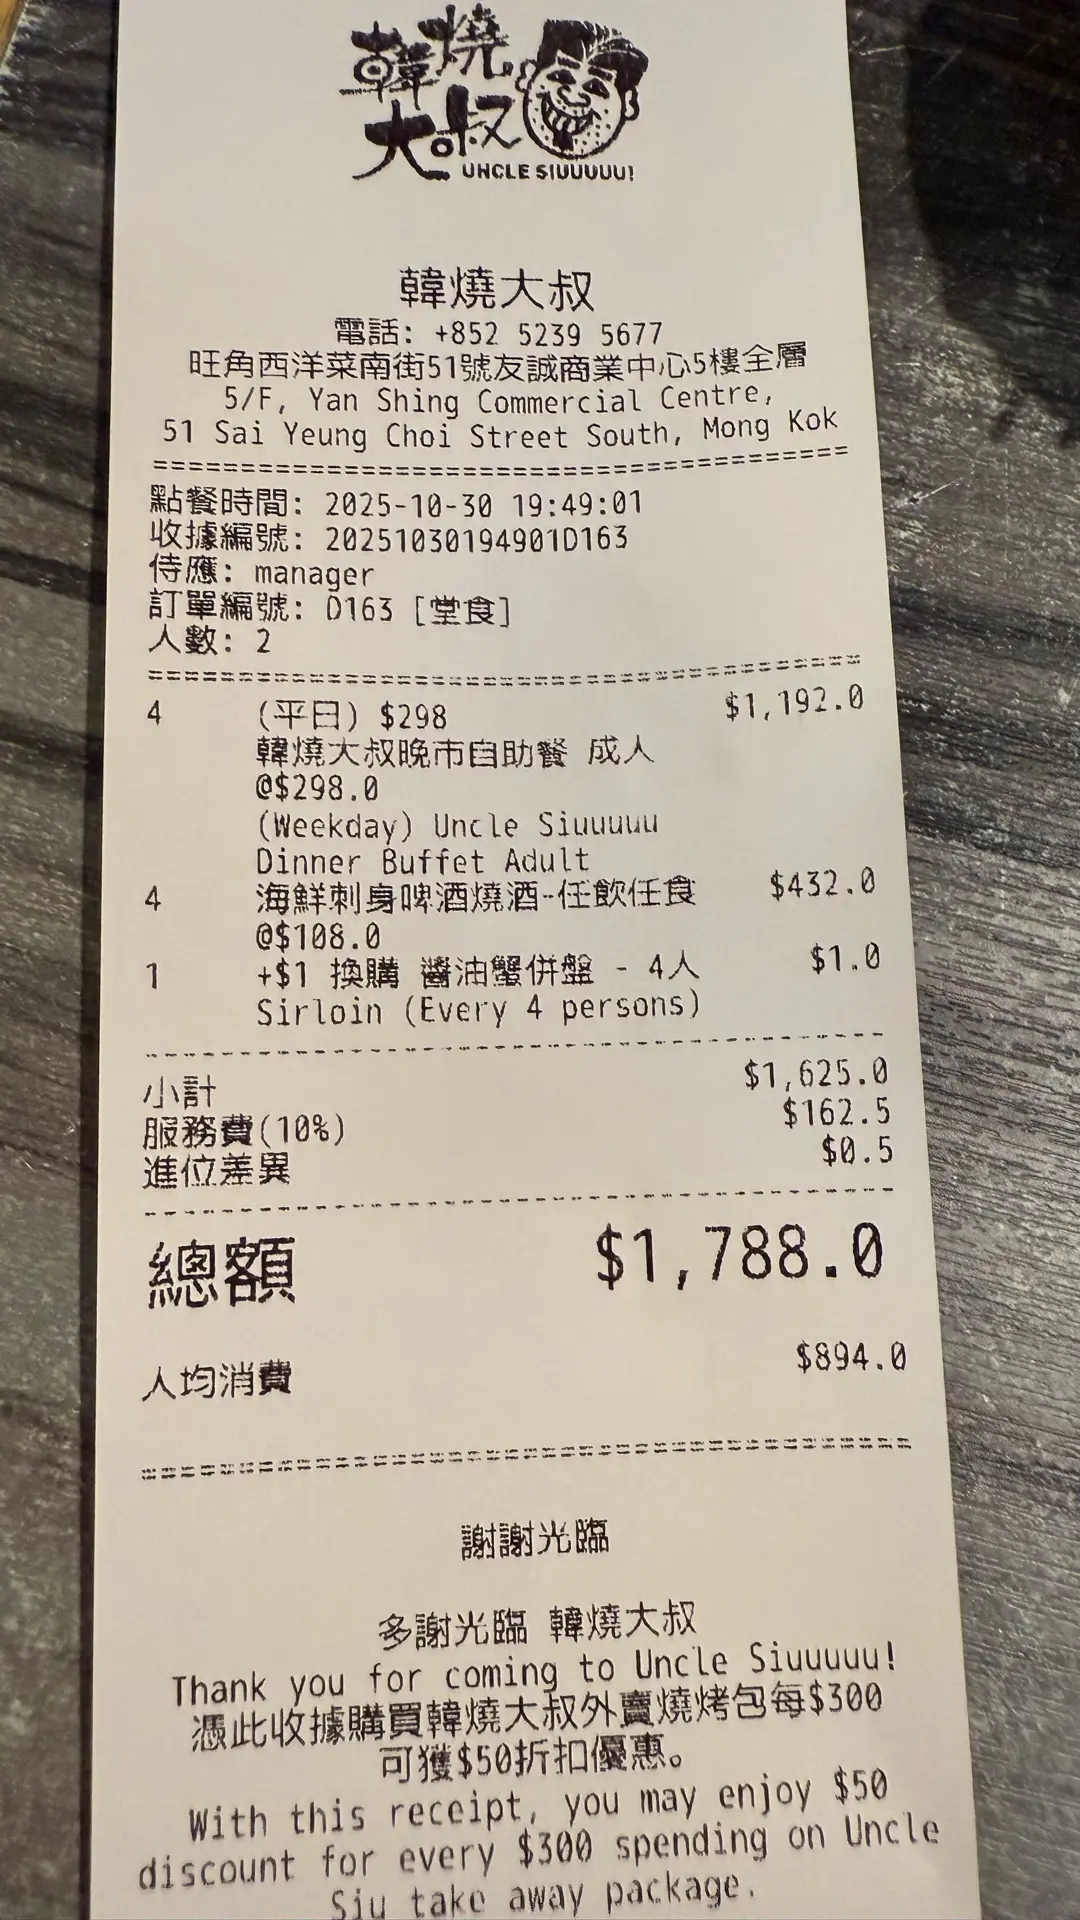 韓燒
大叔
UNCLE SIUUUUU!
韓燒大叔
電話: +852 5239 5677
旺角西洋菜南街51號友誠商業中心5樓全層
5/F, Yan Shing Commercial Centre,
51 Sai Yeung Choi Street South, Mong Kok
點餐時間: 2025-10-30 19:49:01
收據編號: 20251030194901D163
侍應: manager
訂單編號: D163 [堂食]
人數: 2
4 (平日) $298 $1,192.0
韓燒大叔晚市自助餐 成人
@$298.0
(Weekday) Uncle Siuuuuu
Dinner Buffet Adult
4 海鮮刺身啤酒燒酒-任飲任食 $432.0
@$108.0
1 +$1 換購 醬油蟹併盤 - 4人 $1.0
Sirloin (Every 4 persons)
小計 $1,625.0
服務費(10%) $162.5
進位差異 $0.5
總額 $1,788.0
人均消費 $894.0
謝謝光臨
多謝光臨 韓燒大叔
Thank you for coming to Uncle Siuuuuu!
憑此收據購買韓燒大叔外賣燒烤包每$300
可獲$50折扣優惠。
With this receipt, you may enjoy $50
discount for every $300 spending on Uncle
Siu take away package.